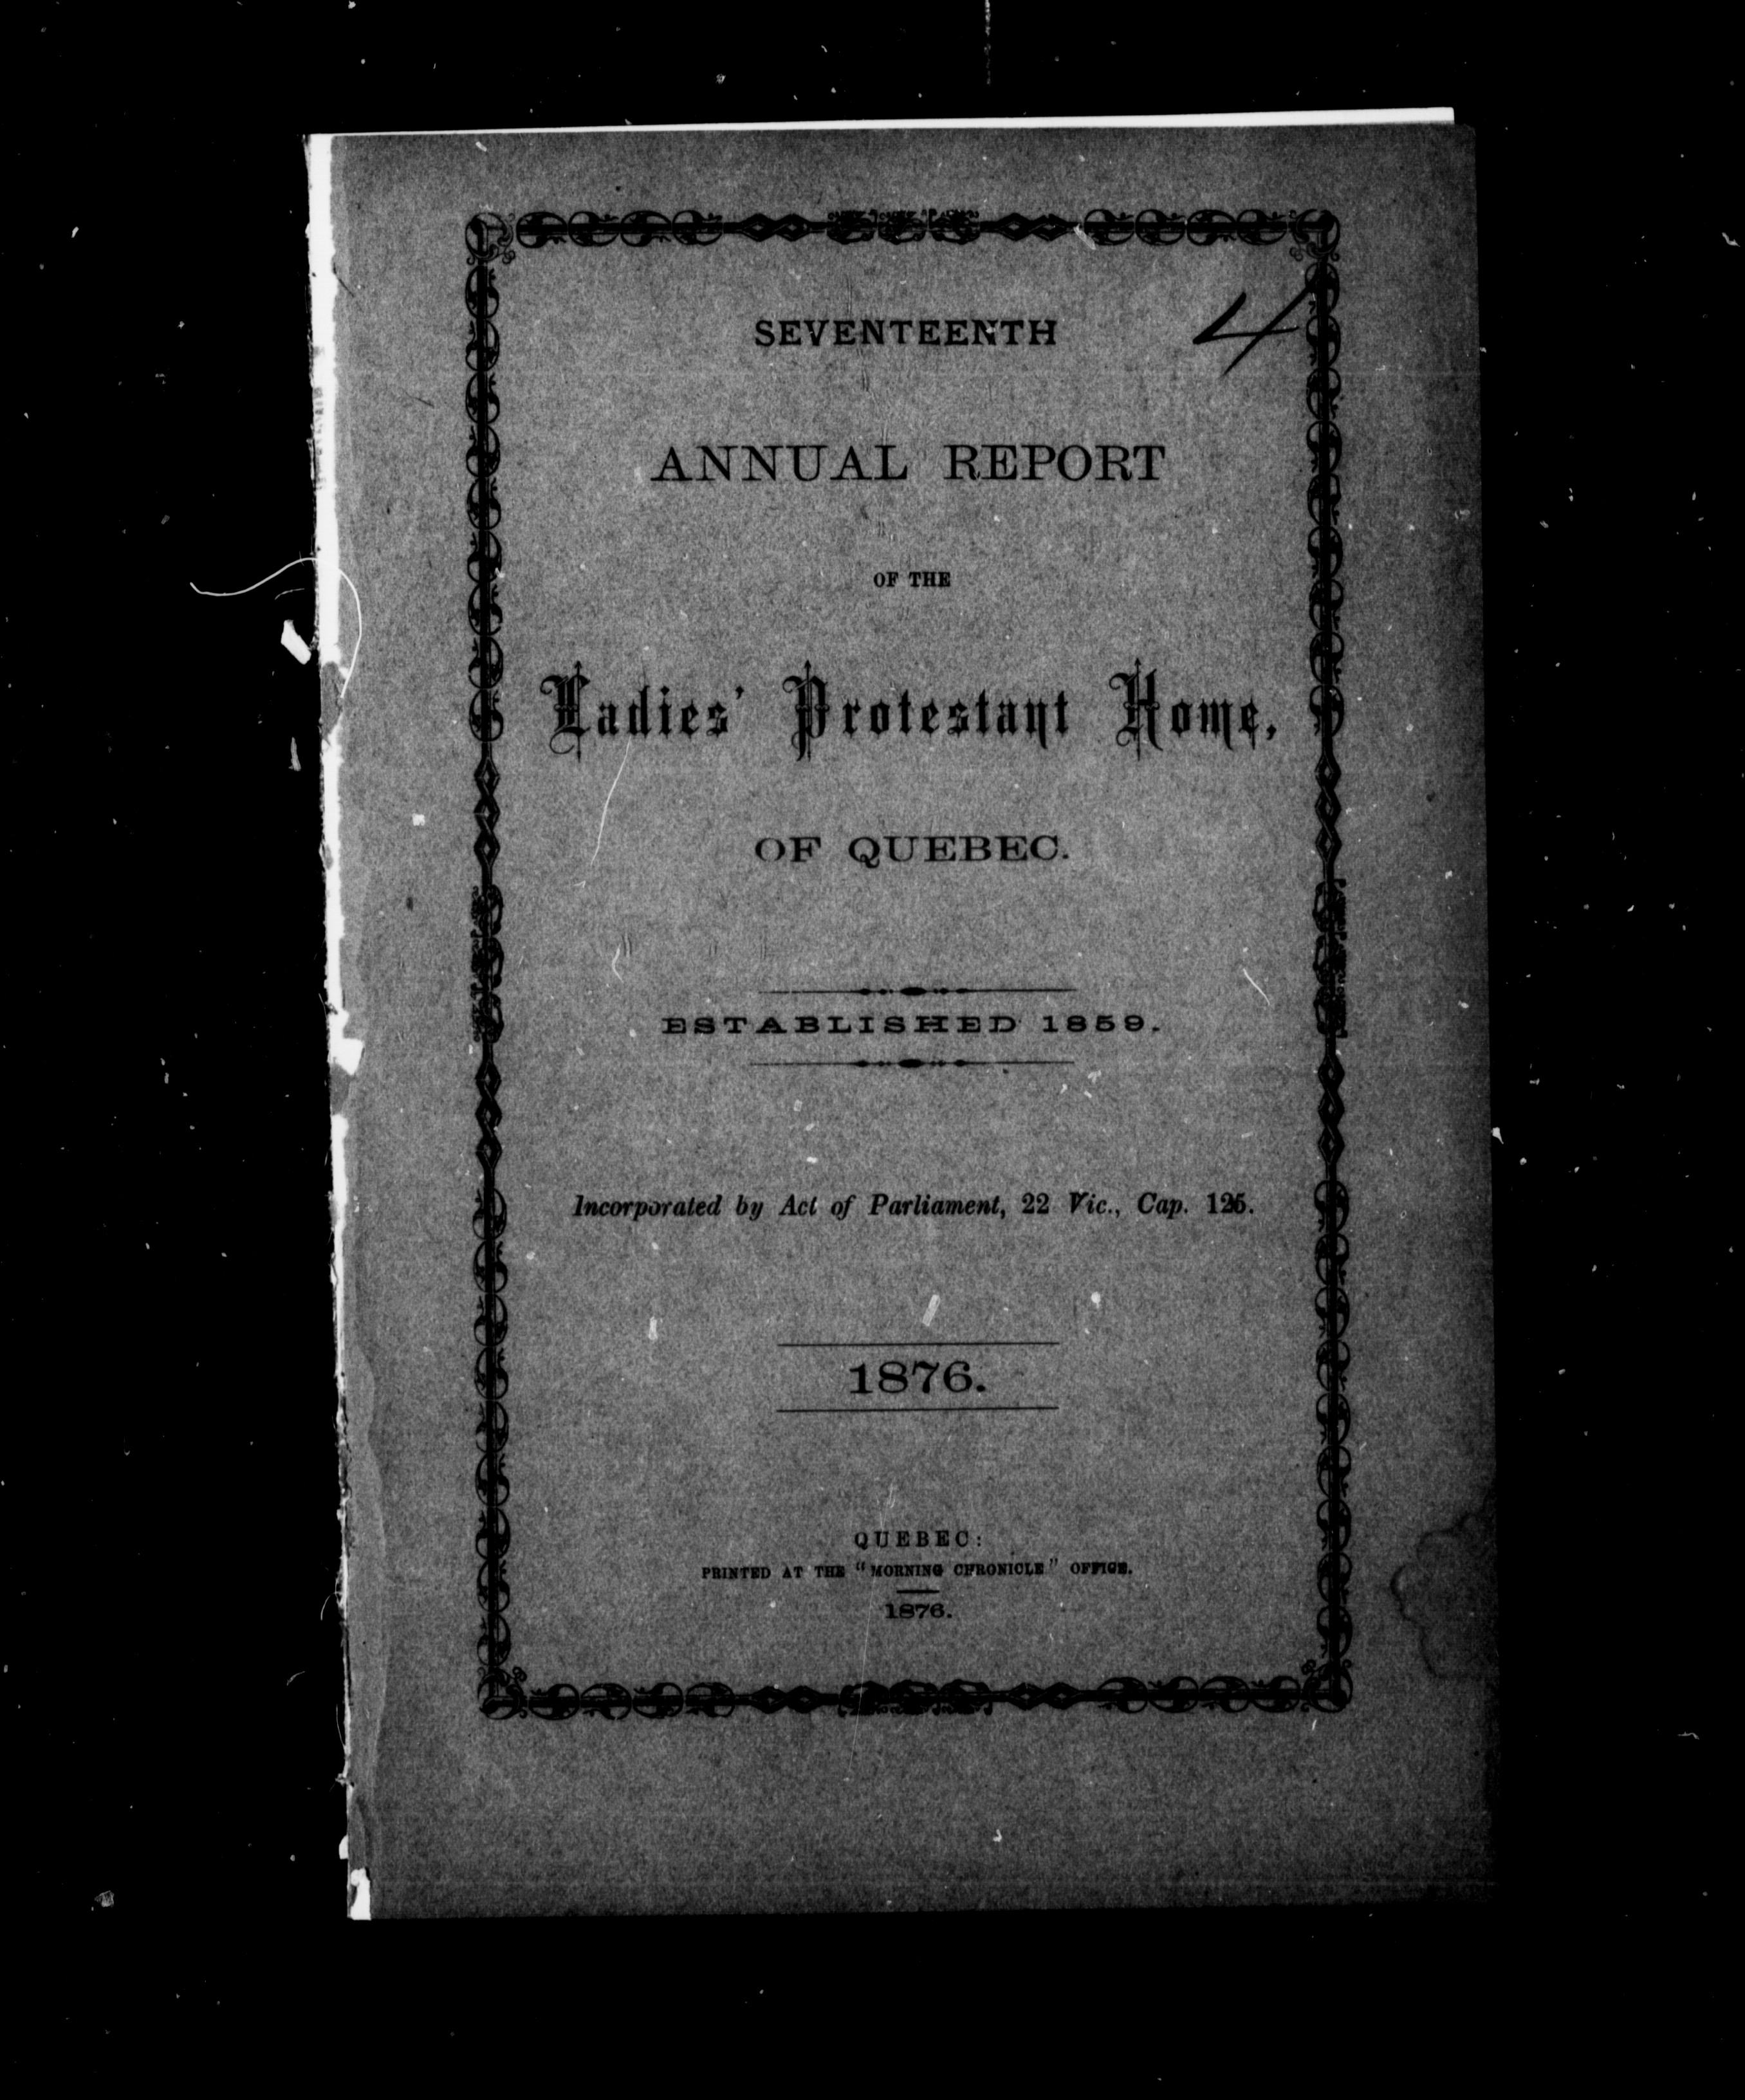 4
SEVENTEENTH
ANNUAL REPORT
OF THE
Ladies' Protestant Home,
OF QUEBEC.
ESTABLISHED 1859.
Incorporated by Act of Parliament, 22 Vic., Cap. 125.
1876.
QUEBEC:
PRINTED AT THE "MORNING CHRONICLE" OFFICE.
1876.